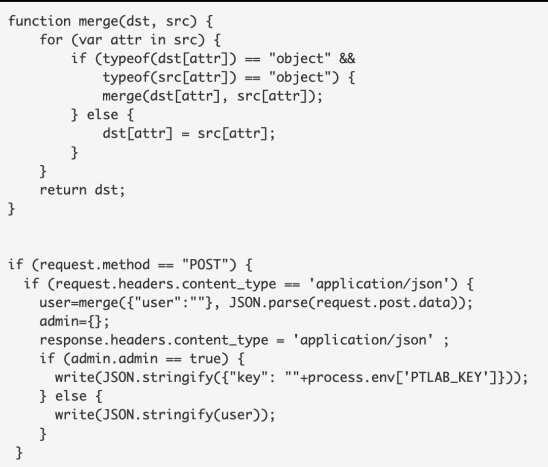 function merge(dst, src) {
    for (var attr in src) {
        if (typeof(dst[attr]) == "object" &&
            typeof(src[attr]) == "object") {
            merge(dst[attr], src[attr]);
        } else {
            dst[attr] = src[attr];
        }
    }
    return dst;
}
if (request.method == "POST") {
  if (request.headers.content_type == 'application/json') {
    user=merge({"user":""}, JSON.parse(request.post.data));
    admin={};
    response.headers.content_type = 'application/json' ;
    if (admin.admin == true) {
      write(JSON.stringify({"key": ""+process.env['PTLAB_KEY']}));
    } else {
      write(JSON.stringify(user));
    }
 }